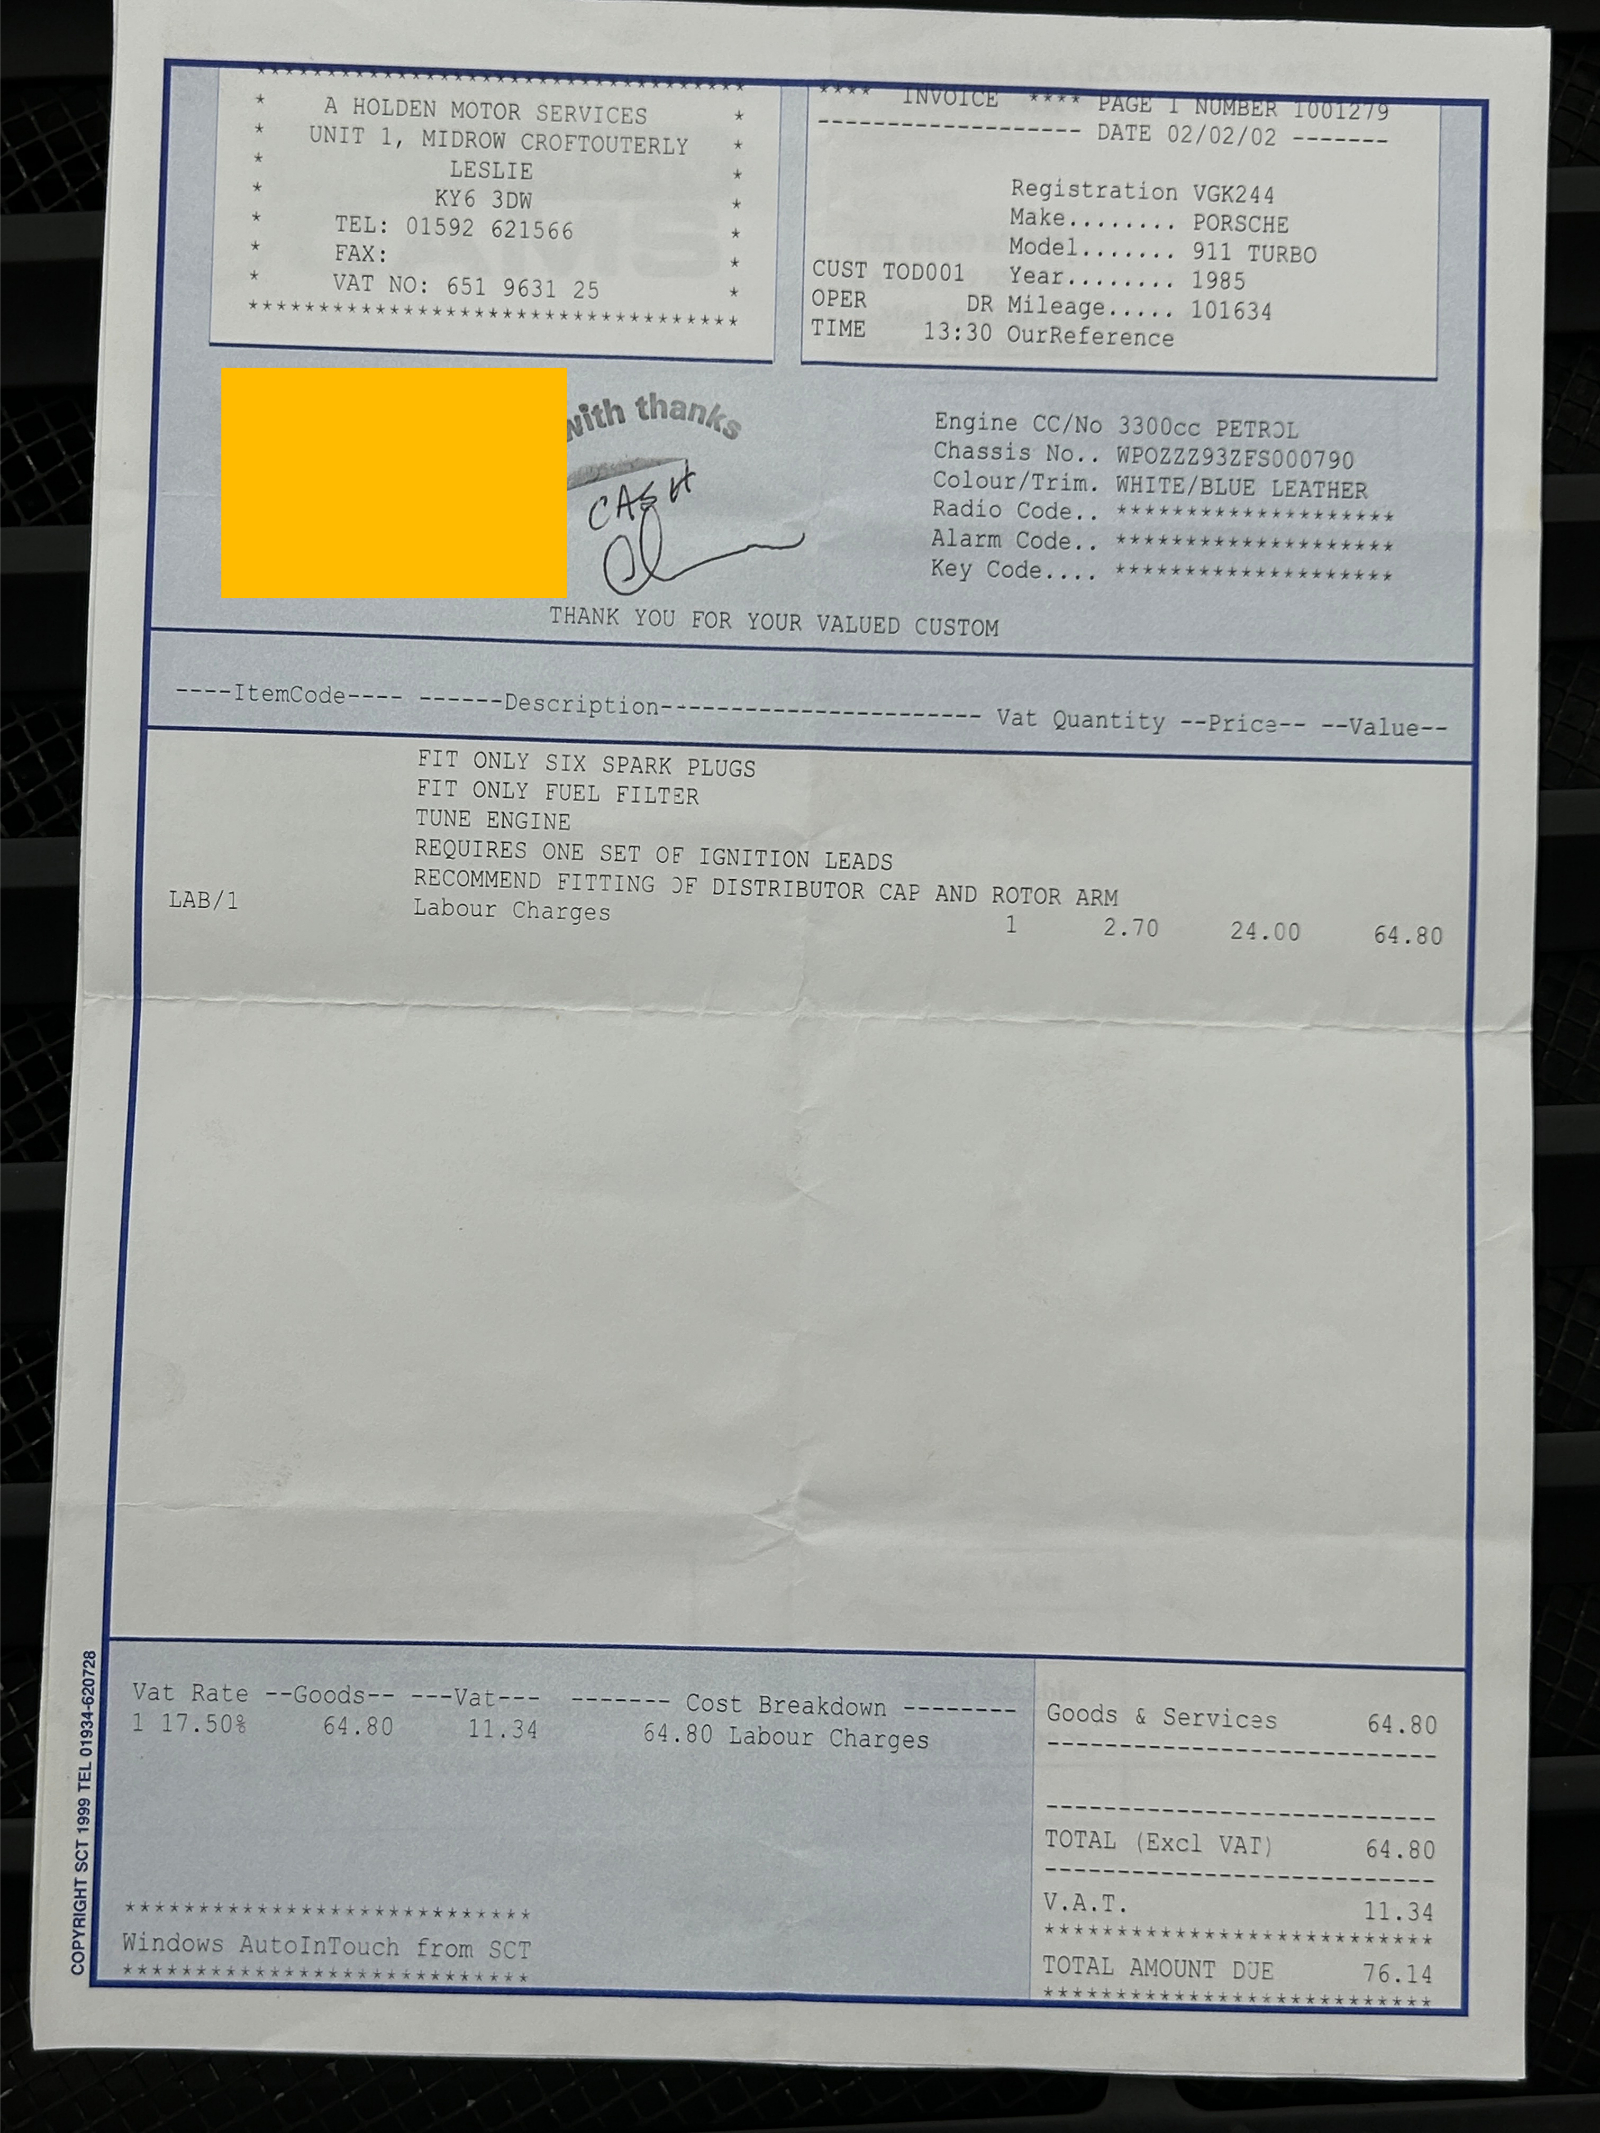 ***********************************
* A HOLDEN MOTOR SERVICES *
* UNIT 1, MIDROW CROFTOUTERLY *
* LESLIE *
* KY6 3DW *
* TEL: 01592 621566 *
* FAX: *
* VAT NO: 651 9631 25 *
***********************************
**** INVOICE **** PAGE 1 NUMBER 1001279
------------------- DATE 02/02/02 -------
Registration VGK244
Make........ PORSCHE
Model....... 911 TURBO
CUST TOD001 Year........ 1985
OPER DR Mileage..... 101634
TIME 13:30 OurReference
with thanks
CASH
Engine CC/No 3300cc PETROL
Chassis No.. WPOZZZ93ZFS000790
Colour/Trim. WHITE/BLUE LEATHER
Radio Code.. ********************
Alarm Code.. ********************
Key Code.... ********************
THANK YOU FOR YOUR VALUED CUSTOM
----ItemCode---- ------Description----------------------- Vat Quantity --Price-- --Value--
FIT ONLY SIX SPARK PLUGS
FIT ONLY FUEL FILTER
TUNE ENGINE
REQUIRES ONE SET OF IGNITION LEADS
RECOMMEND FITTING OF DISTRIBUTOR CAP AND ROTOR ARM
LAB/1 Labour Charges 1 2.70 24.00 64.80
Vat Rate --Goods-- ---Vat--- ------- Cost Breakdown --------
1 17.50% 64.80 11.34 64.80 Labour Charges
****************************
Windows AutoInTouch from SCT
****************************
Goods & Services 64.80
---------------------------
---------------------------
TOTAL (Excl VAT) 64.80
---------------------------
V.A.T. 11.34
***************************
TOTAL AMOUNT DUE 76.14
***************************
COPYRIGHT SCT 1999 TEL 01934-620728